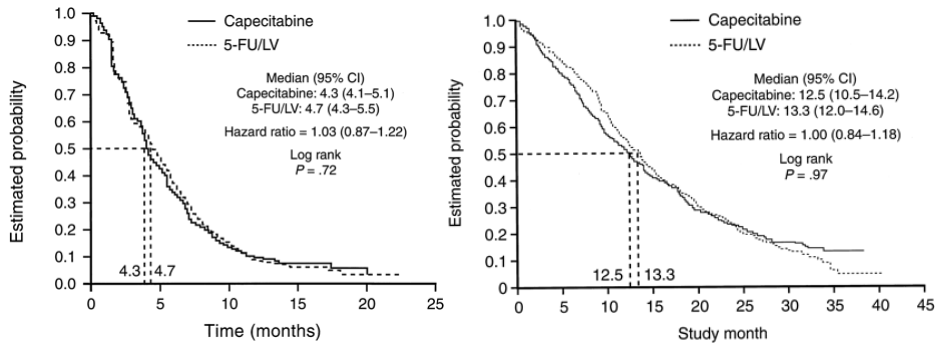 Capecitabine
5-FU/LV
Median (95% CI)
Capecitabine: 4.3 (4.1–5.1)
5-FU/LV: 4.7 (4.3–5.5)
Hazard ratio = 1.03 (0.87–1.22)
Log rank
P = .72
Estimated probability
1.0
0.9
0.8
0.7
0.6
0.5
0.4
0.3
0.2
0.1
0.0
4.3
4.7
0
5
10
15
20
25
Time (months)
Capecitabine
5-FU/LV
Median (95% CI)
Capecitabine: 12.5 (10.5–14.2)
5-FU/LV: 13.3 (12.0–14.6)
Hazard ratio = 1.00 (0.84–1.18)
Log rank
P = .97
Estimated probability
1.0
0.9
0.8
0.7
0.6
0.5
0.4
0.3
0.2
0.1
0
12.5
13.3
0
5
10
15
20
25
30
35
40
45
Study month